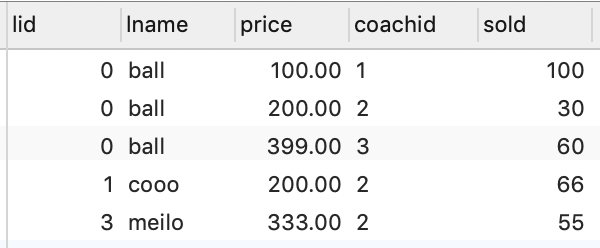 lid lname price coachid sold
0 ball 100.00 1 100
0 ball 200.00 2 30
0 ball 399.00 3 60
1 cooo 200.00 2 66
3 meilo 333.00 2 55